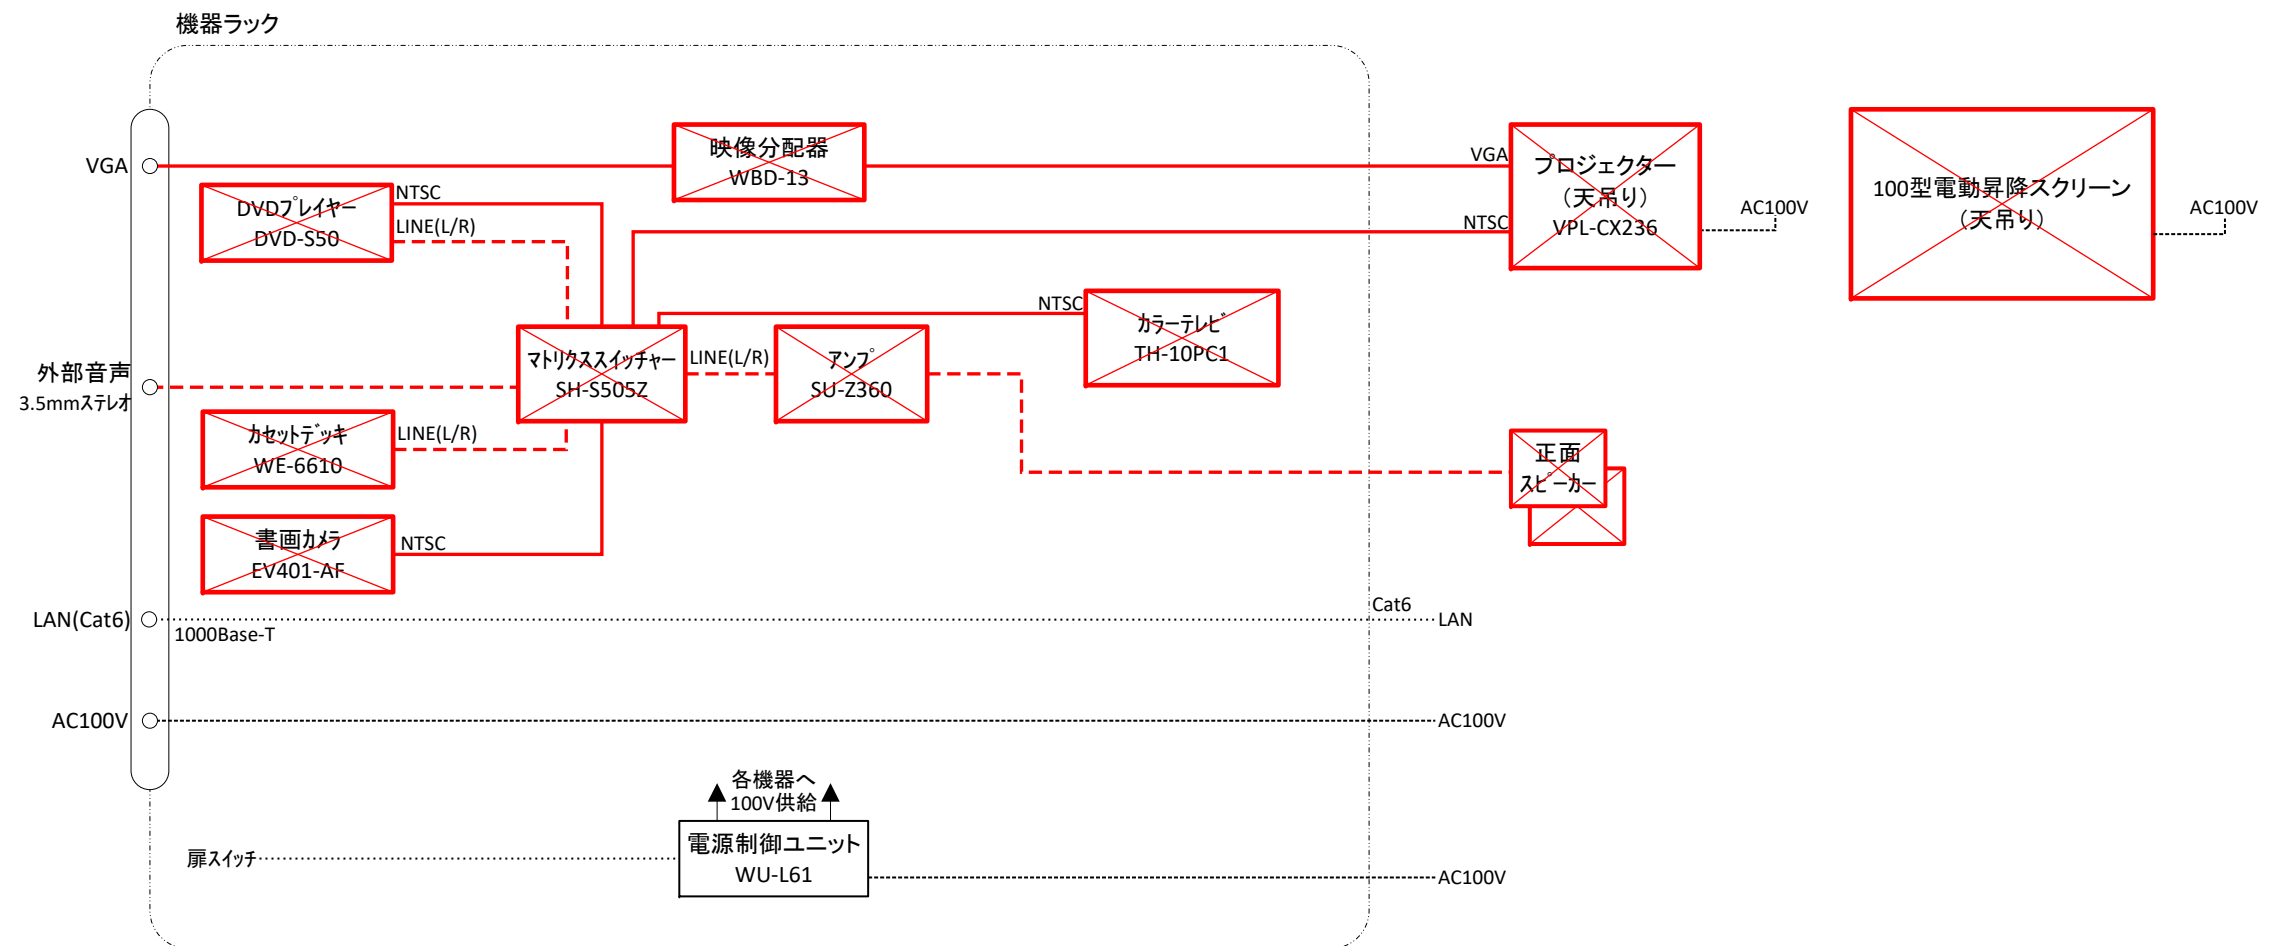 機器ラック
VGA
映像分配器
WBD-13
VGA
プロジェクター
(天吊り)
VPL-CX236
NTSC
AC100V
100型電動昇降スクリーン
(天吊り)
AC100V
DVDﾌﾟﾚｲﾔｰ
DVD-S50
NTSC
LINE(L/R)
NTSC
ｶﾗｰﾃﾚﾋﾞ
TH-10PC1
外部音声
3.5mmｽﾃﾚｵ
ﾏﾄﾘｸｽｽｲｯﾁｬｰ
SH-S505Z
LINE(L/R)
ｱﾝﾌﾟ
SU-Z360
ｶｾｯﾄﾃﾞｯｷ
WE-6610
LINE(L/R)
正面
ｽﾋﾟｰｶｰ
書画ｶﾒﾗ
EV401-AF
NTSC
LAN(Cat6)
1000Base-T
Cat6
LAN
AC100V
AC100V
各機器へ
100V供給
扉ｽｲｯﾁ
電源制御ユニット
WU-L61
AC100V